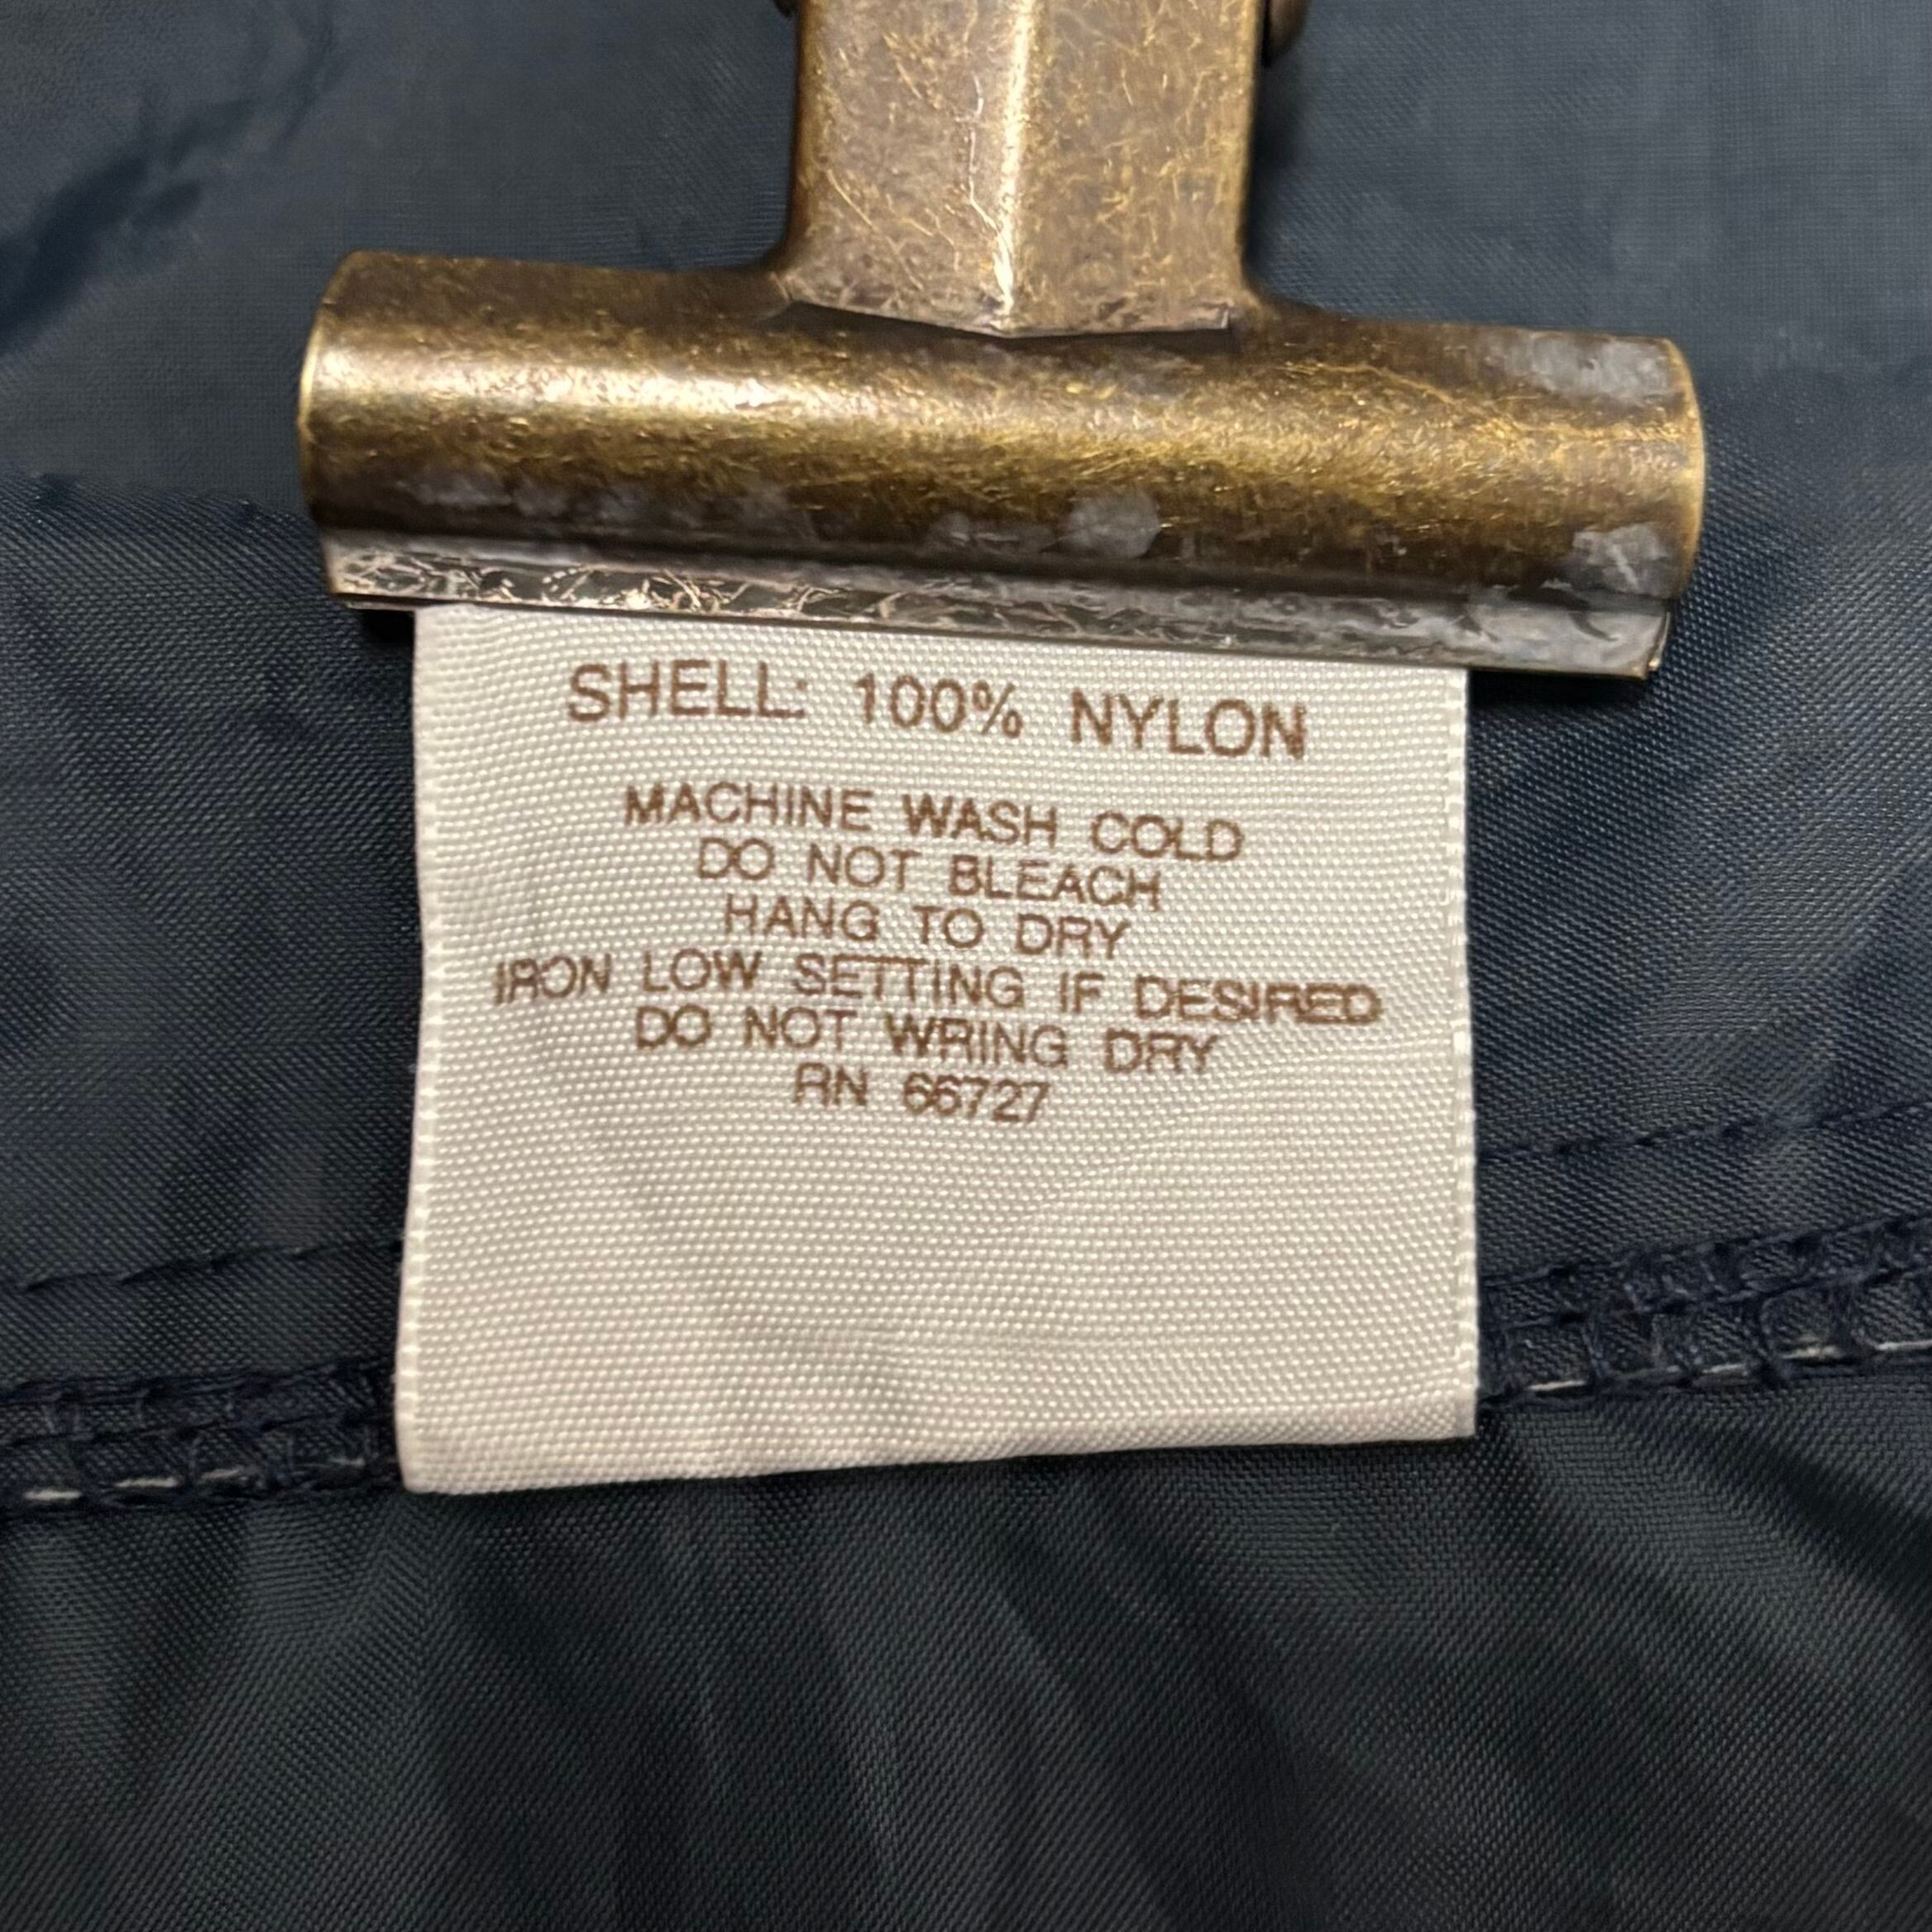 SHELL: 100% NYLON
MACHINE WASH COLD
DO NOT BLEACH
HANG TO DRY
IRON LOW SETTING IF DESIRED
DO NOT WRING DRY
RN 66727